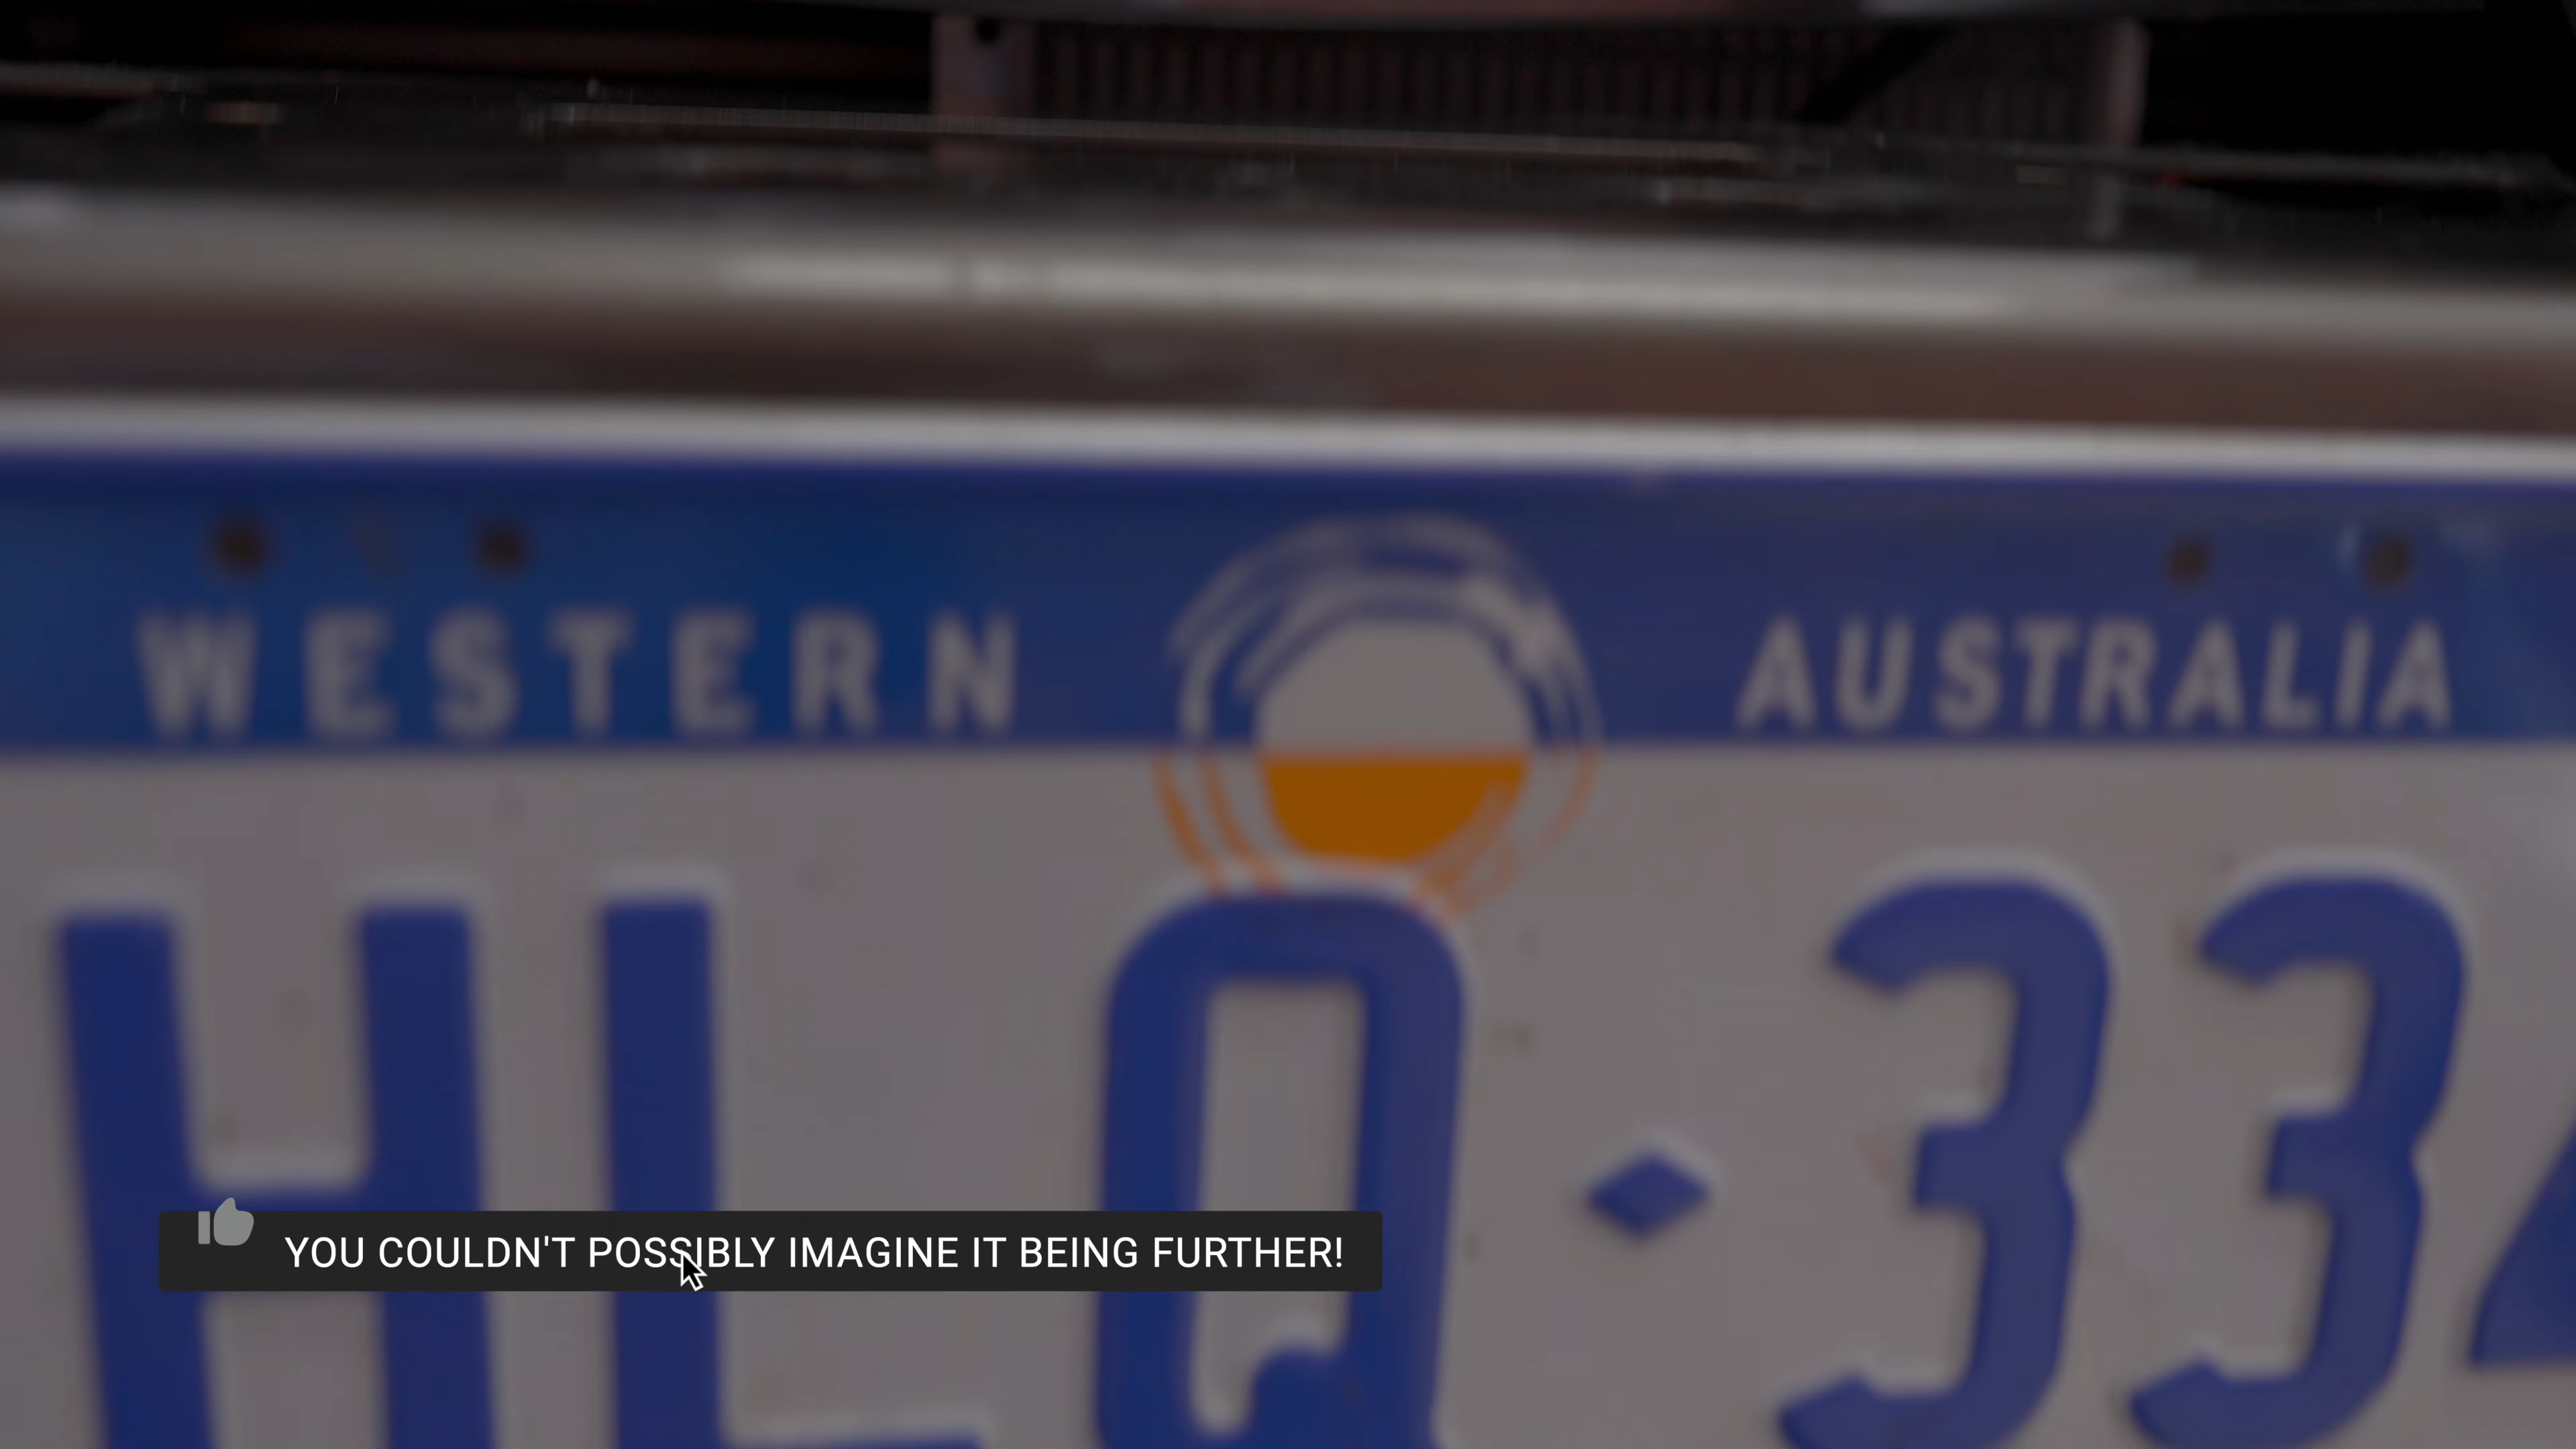 WESTERN AUSTRALIA
HLQ·33
YOU COULDN'T POSSIBLY IMAGINE IT BEING FURTHER!